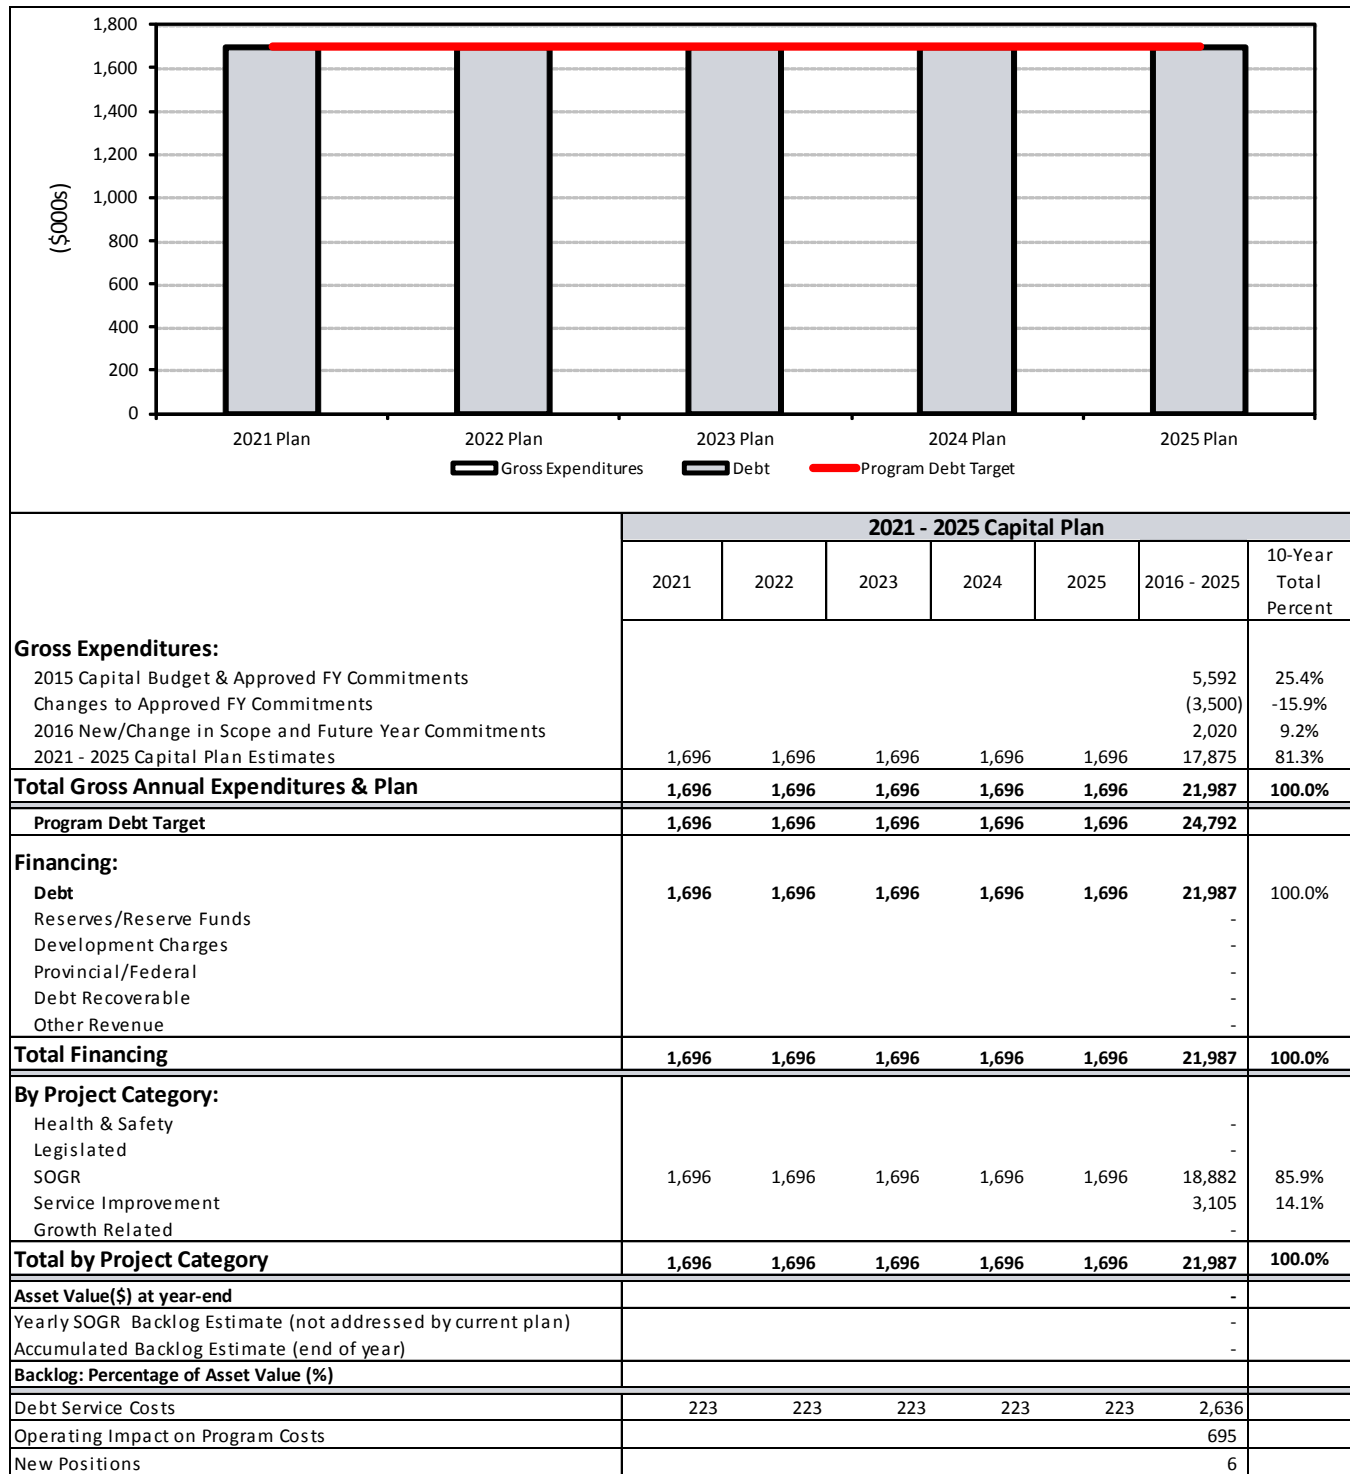 1,800
1,600
1,400
1,200
1,000
800
600
400
200
0
($000s)
2021 Plan 2022 Plan 2023 Plan 2024 Plan 2025 Plan
Gross Expenditures Debt Program Debt Target
2021 - 2025 Capital Plan
2021 2022 2023 2024 2025 2016 - 2025 10-Year Total Percent
Gross Expenditures:
2015 Capital Budget & Approved FY Commitments 5,592 25.4%
Changes to Approved FY Commitments (3,500) -15.9%
2016 New/Change in Scope and Future Year Commitments 2,020 9.2%
2021 - 2025 Capital Plan Estimates 1,696 1,696 1,696 1,696 1,696 17,875 81.3%
Total Gross Annual Expenditures & Plan 1,696 1,696 1,696 1,696 1,696 21,987 100.0%
Program Debt Target 1,696 1,696 1,696 1,696 1,696 24,792
Financing:
Debt 1,696 1,696 1,696 1,696 1,696 21,987 100.0%
Reserves/Reserve Funds -
Development Charges -
Provincial/Federal -
Debt Recoverable -
Other Revenue -
Total Financing 1,696 1,696 1,696 1,696 1,696 21,987 100.0%
By Project Category:
Health & Safety -
Legislated -
SOGR 1,696 1,696 1,696 1,696 1,696 18,882 85.9%
Service Improvement 3,105 14.1%
Growth Related -
Total by Project Category 1,696 1,696 1,696 1,696 1,696 21,987 100.0%
Asset Value($) at year-end -
Yearly SOGR Backlog Estimate (not addressed by current plan) -
Accumulated Backlog Estimate (end of year) -
Backlog: Percentage of Asset Value (%)
Debt Service Costs 223 223 223 223 223 2,636
Operating Impact on Program Costs 695
New Positions 6